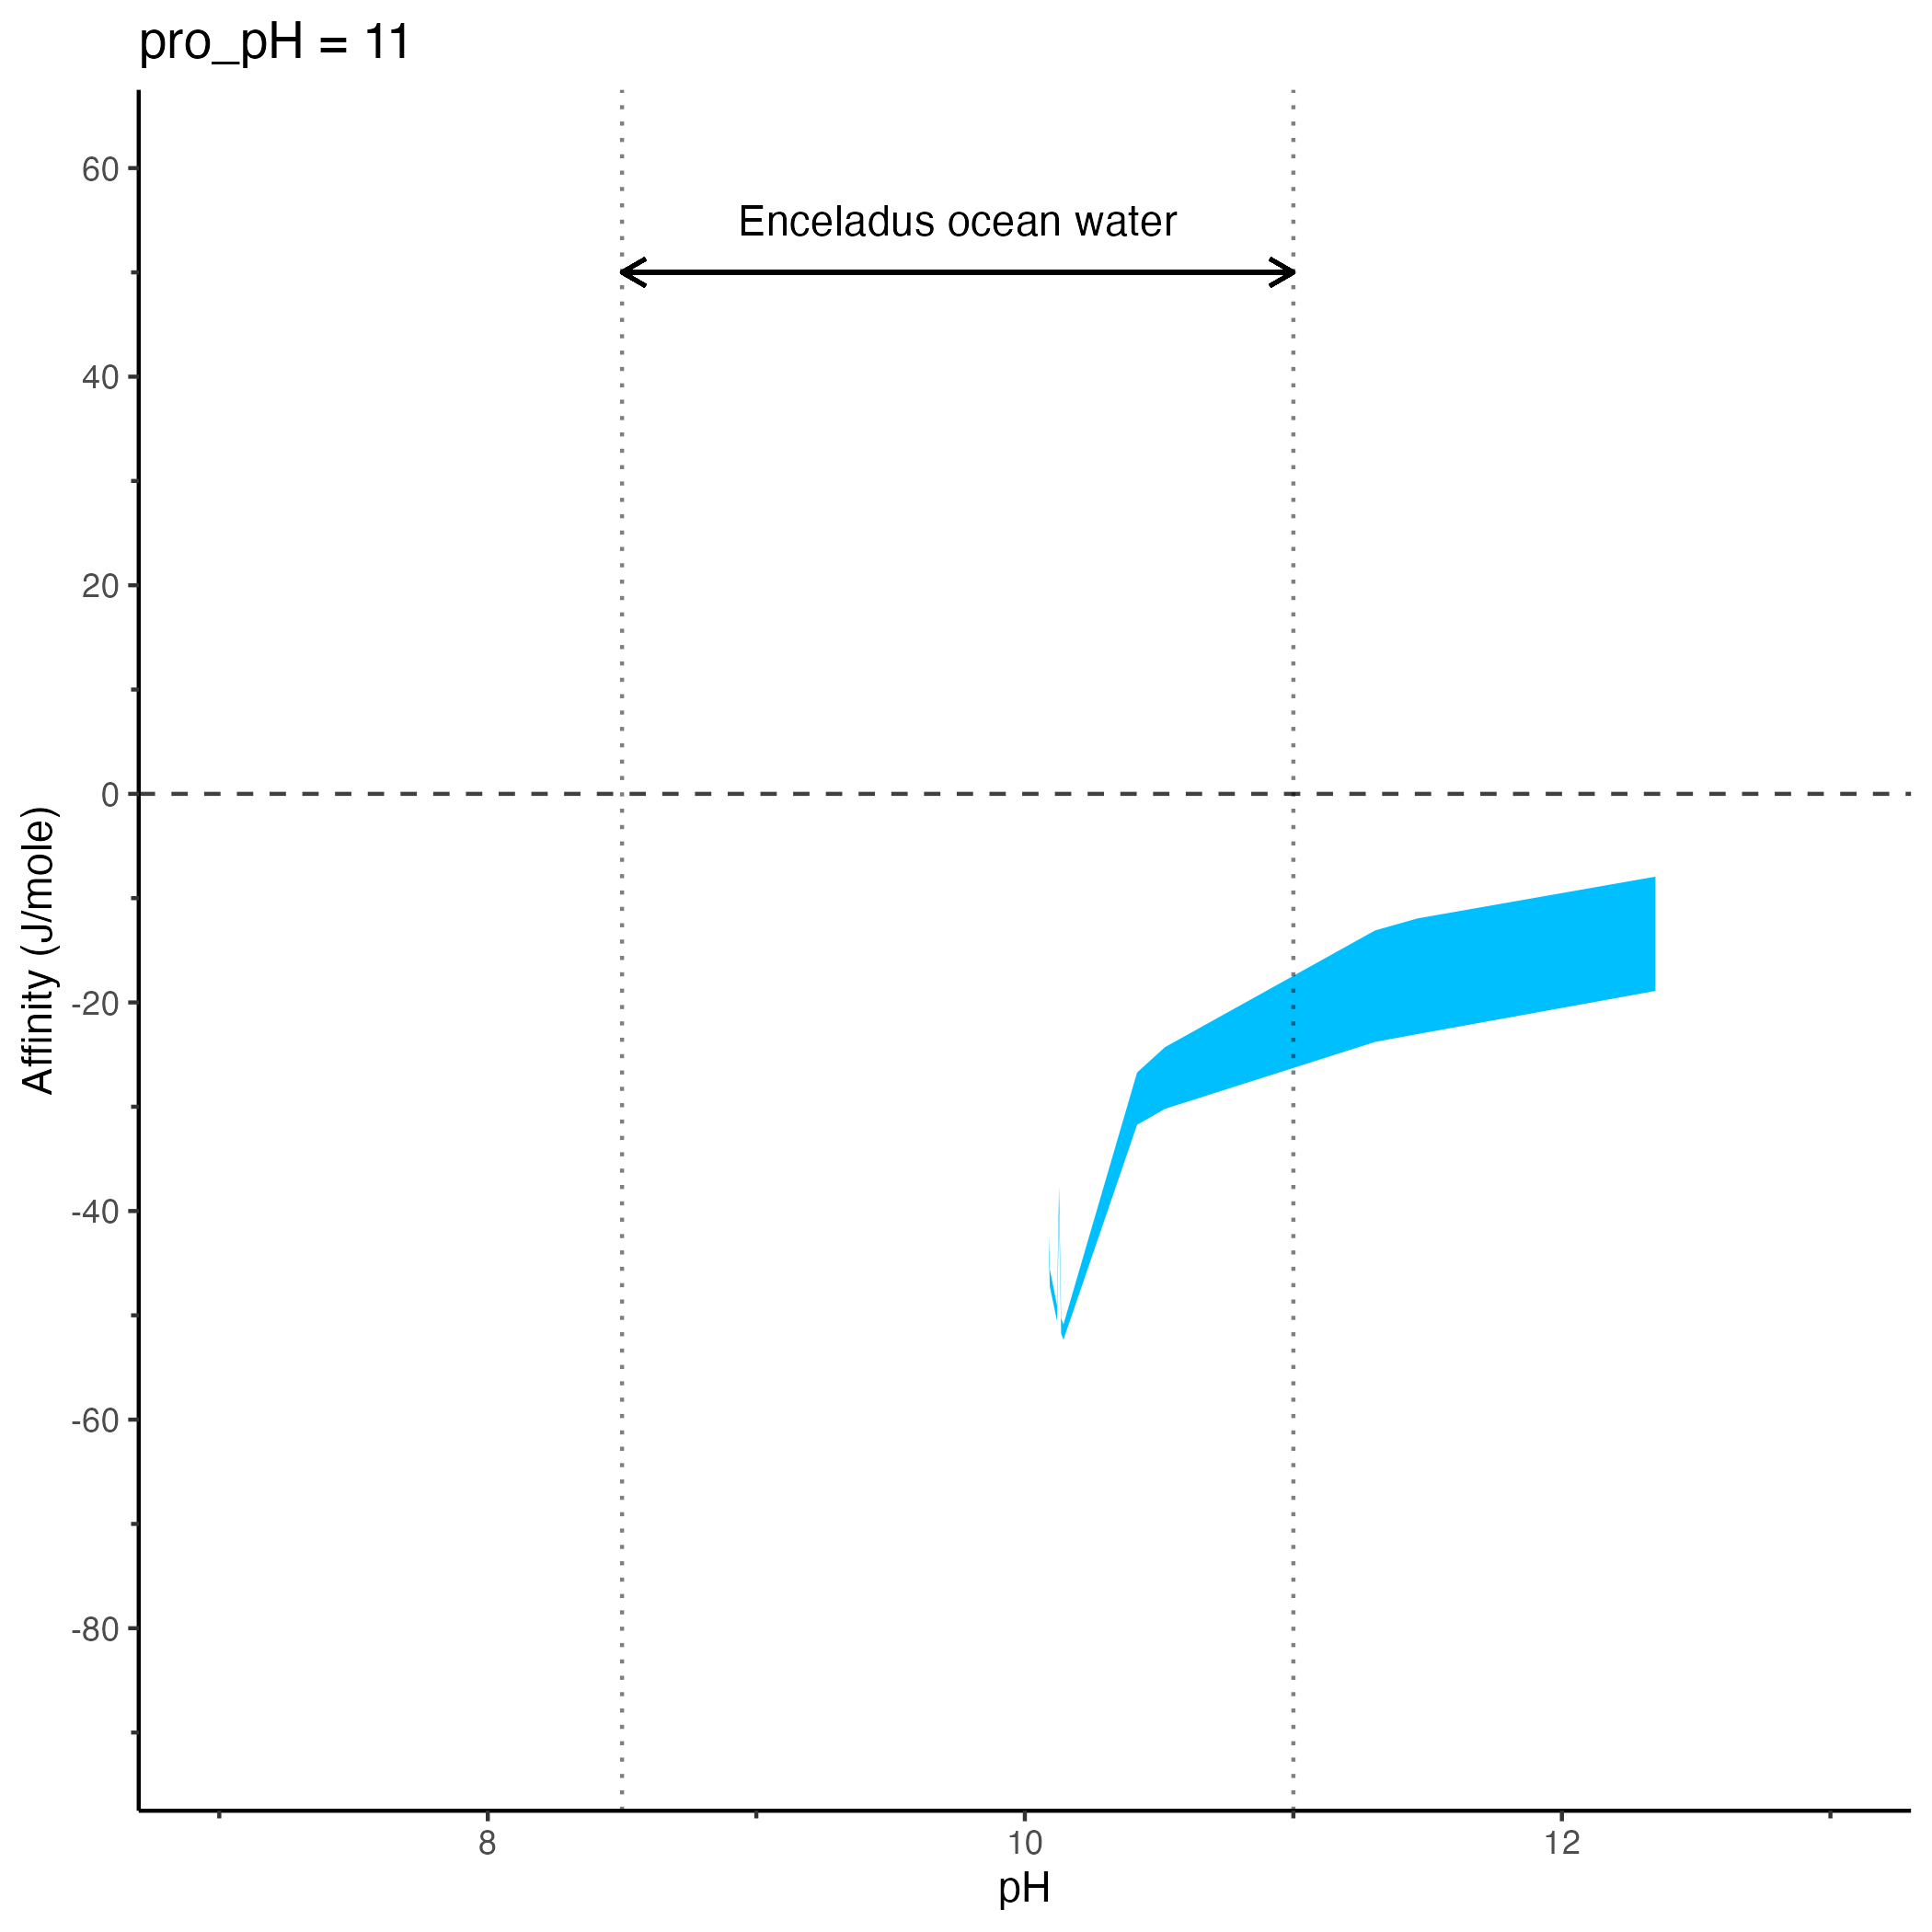 pro_pH = 11
60
Enceladus ocean water
40
20
0
-20
-40
-60
-80
Affinity (J/mole)
8 10 12
pH